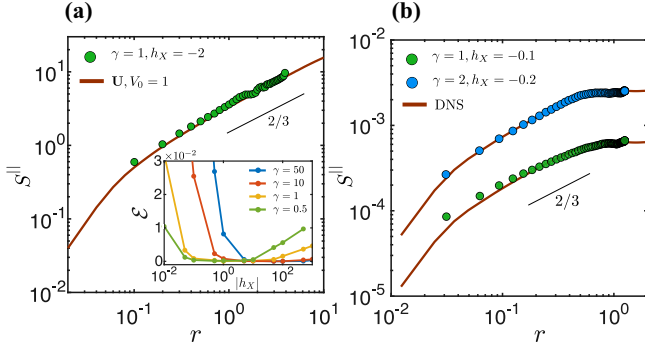 (a)
γ = 1, h_X = −2
U, V_0 = 1
2/3
S^||
10^1
10^0
10^-1
10^-2
10^-1
10^0
10^1
r
×10^-2
3
2
1
0
ℰ
γ = 50
γ = 10
γ = 1
γ = 0.5
10^-2
10^0
10^2
|h_X|
(b)
γ = 1, h_X = −0.1
γ = 2, h_X = −0.2
DNS
2/3
S^||
10^-2
10^-3
10^-4
10^-5
10^-2
10^-1
10^0
r